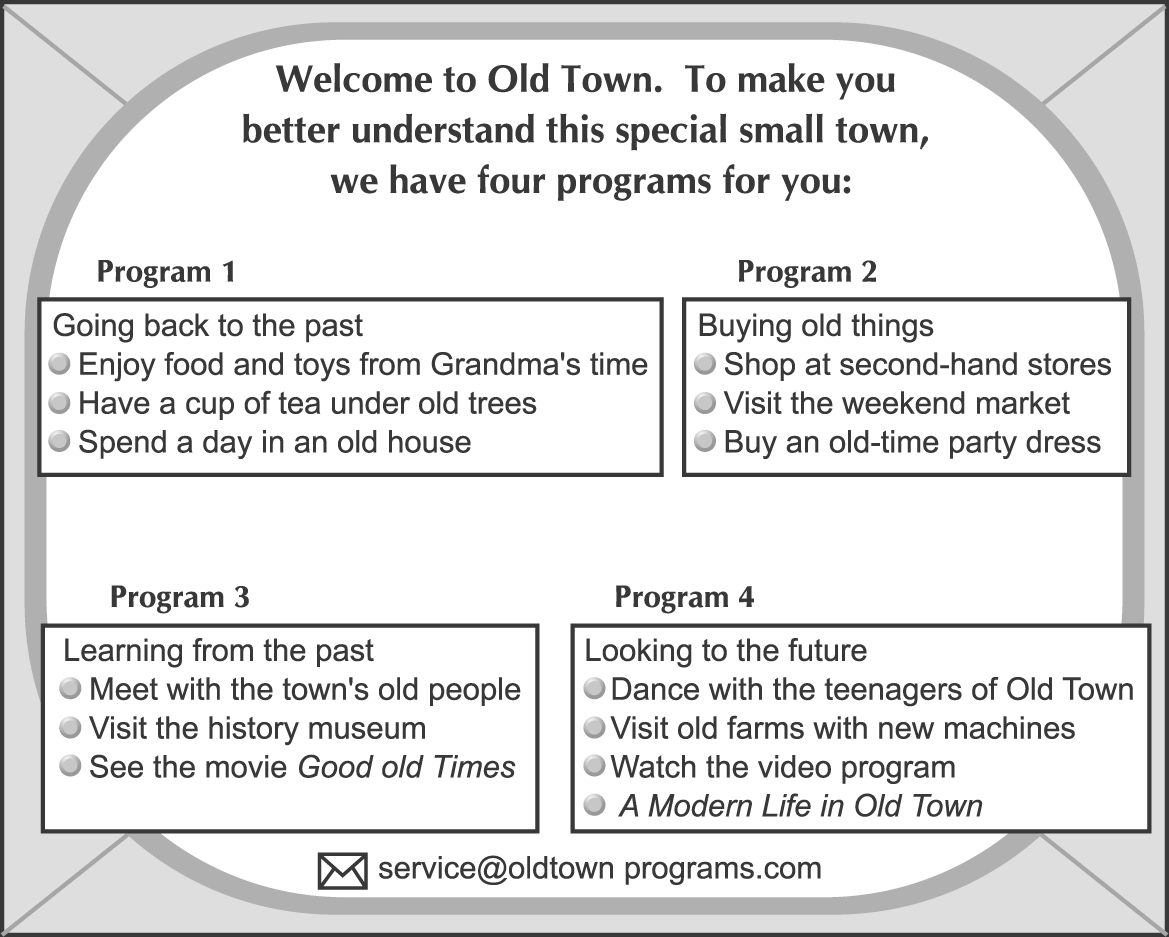 Welcome to Old Town. To make you
better understand this special small town,
we have four programs for you:
Program 1
Going back to the past
Enjoy food and toys from Grandma's time
Have a cup of tea under old trees
Spend a day in an old house
Program 2
Buying old things
Shop at second-hand stores
Visit the weekend market
Buy an old-time party dress
Program 3
Learning from the past
Meet with the town's old people
Visit the history museum
See the movie Good old Times
Program 4
Looking to the future
Dance with the teenagers of Old Town
Visit old farms with new machines
Watch the video program
A Modern Life in Old Town
service@oldtown programs.com